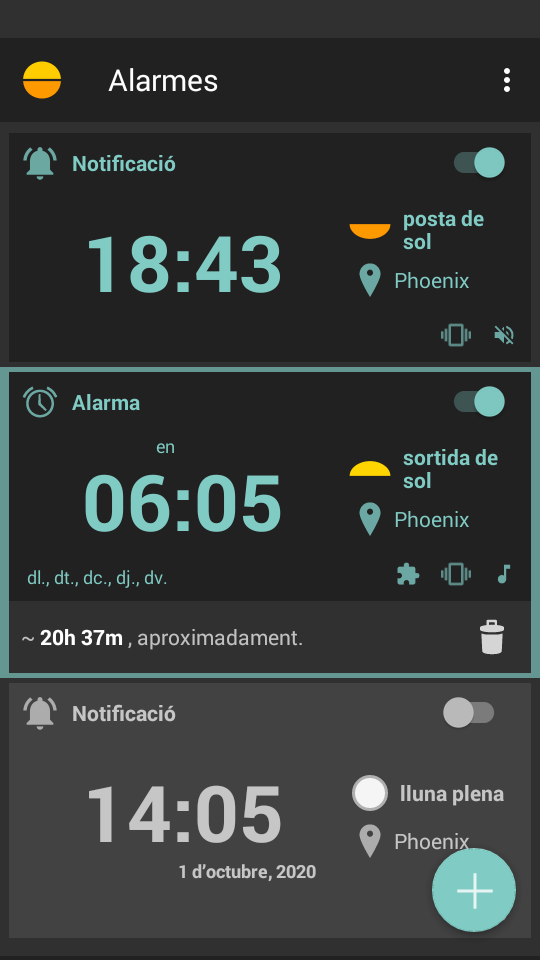 Alarmes
Notificació
18:43
posta de
sol
Phoenix
Alarma
en
06:05
sortida de
sol
Phoenix
dl., dt., dc., dj., dv.
~ 20h 37m , aproximadament.
Notificació
14:05
lluna plena
Phoenix
1 d'octubre, 2020